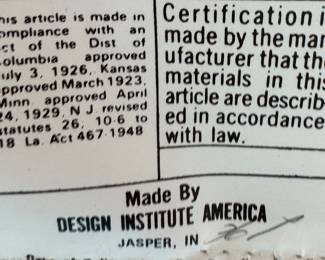 his article is made in
ompliance with an
ct of the Dist of
olumbia approved
uly 3, 1926, Kansas
pproved March 1923,
Minn. approved April
24, 1929, N J, revised
statutes 26, 10-6 to
18 La. Act 467-1948
Certification i
made by the man
ufacturer that the
materials in this
article are describ
ed in accordance
with law.
Made By
DESIGN INSTITUTE AMERICA
JASPER, IN